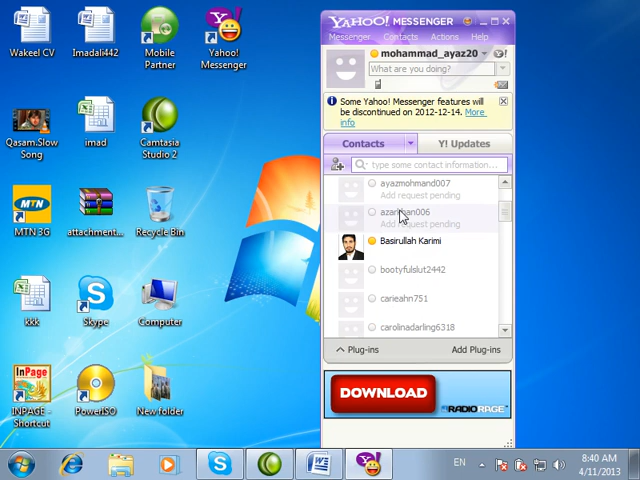 Wakeel CV
Imadali442
Mobile Partner
Yahoo! Messenger
Qasam.Slow Song
imad
Camtasia Studio 2
MTN
MTN 3G
attachment...
Recycle Bin
kkk
Skype
Computer
InPage
INPAGE - Shortcut
PowerISO
New folder
YAHOO! MESSENGER
Messenger Contacts Actions Help
mohammad_ayaz20
Y!
What are you doing?
Some Yahoo! Messenger features will
be discontinued on 2012-12-14. More
info
Contacts
Y! Updates
type some contact information...
ayazmohmand007
Add request pending
Add request pending
Basirullah Karimi
bootyfulslut2442
carieahn751
carolinadarling6318
Plug-ins
Add Plug-ins
DOWNLOAD
RADIORAGE
EN
8:40 AM
4/11/2013